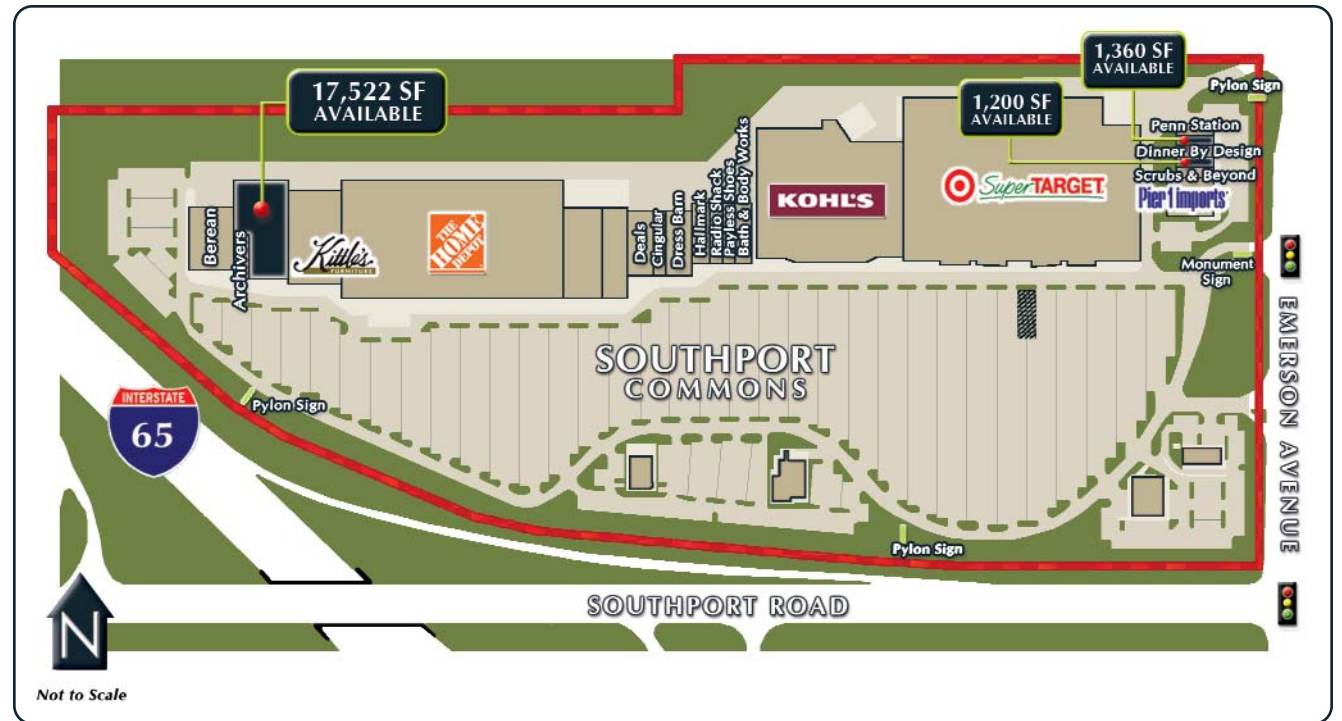 1,360 SF
AVAILABLE
17,522 SF
AVAILABLE
1,200 SF
AVAILABLE
Pylon Sign
Penn Station
Dinner By Design
Scrubs & Beyond
Pier 1 imports
Berean
Archivers
Kittle's
FURNITURE
THE
HOME
DEPOT
Deals
Cingular
Dress Barn
Hallmark
Radio Shack
Payless Shoes
Bath & Body Works
KOHL'S
SuperTARGET
Monument
Sign
EMERSON AVENUE
SOUTHPORT
COMMONS
INTERSTATE
65
Pylon Sign
Pylon Sign
SOUTHPORT ROAD
N
Not to Scale